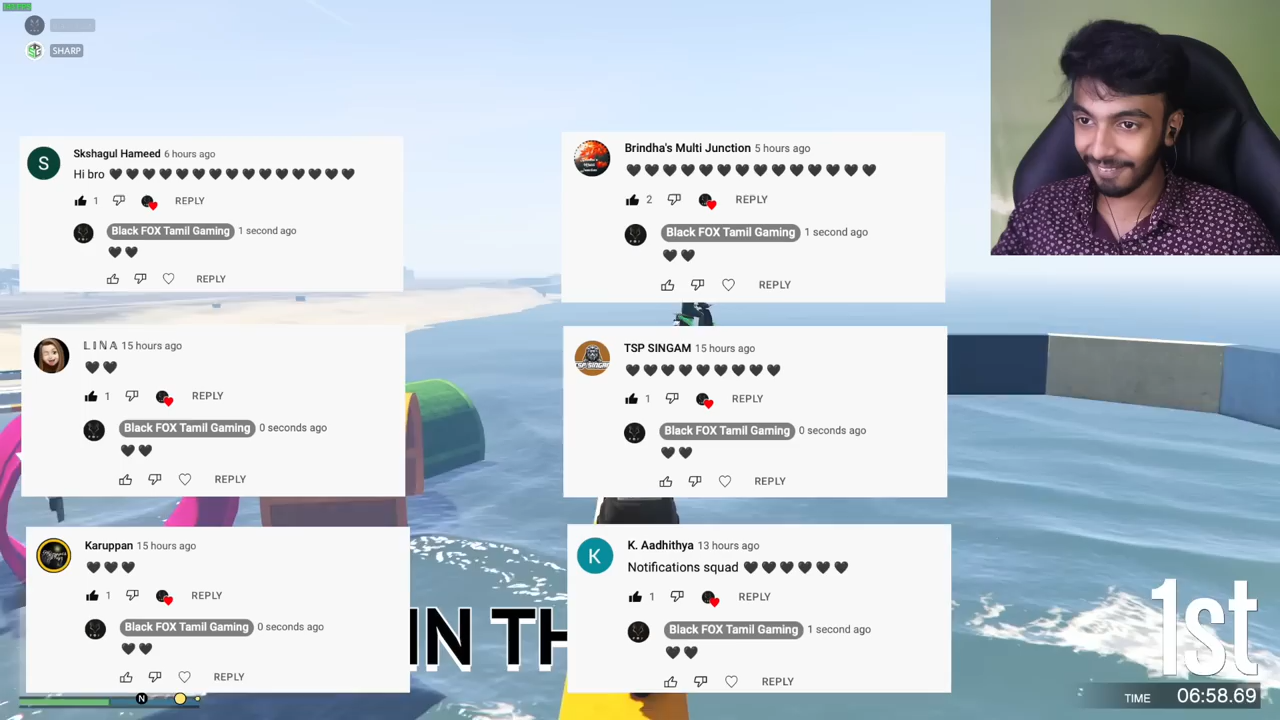 SHARP
Skshagul Hameed 6 hours ago
Hi bro 🖤🖤🖤🖤🖤🖤🖤🖤🖤🖤🖤🖤🖤🖤🖤
1 REPLY
Black FOX Tamil Gaming 1 second ago
🖤🖤
REPLY
Brindha's Multi Junction 5 hours ago
🖤🖤🖤🖤🖤🖤🖤🖤🖤🖤🖤🖤🖤🖤
2 REPLY
Black FOX Tamil Gaming 1 second ago
🖤🖤
REPLY
𝕃𝕀ℕ𝔸 15 hours ago
🖤🖤
1 REPLY
Black FOX Tamil Gaming 0 seconds ago
🖤🖤
REPLY
TSP SINGAM 15 hours ago
🖤🖤🖤🖤🖤🖤🖤🖤🖤
1 REPLY
Black FOX Tamil Gaming 0 seconds ago
🖤🖤
REPLY
Karuppan 15 hours ago
🖤🖤🖤
1 REPLY
Black FOX Tamil Gaming 0 seconds ago
🖤🖤
REPLY
K. Aadhithya 13 hours ago
Notifications squad 🖤🖤🖤🖤🖤🖤
1 REPLY
Black FOX Tamil Gaming 1 second ago
🖤🖤
REPLY
S
TSP SINGAM
K
IN TH
1st
N
TIME 06:58.69